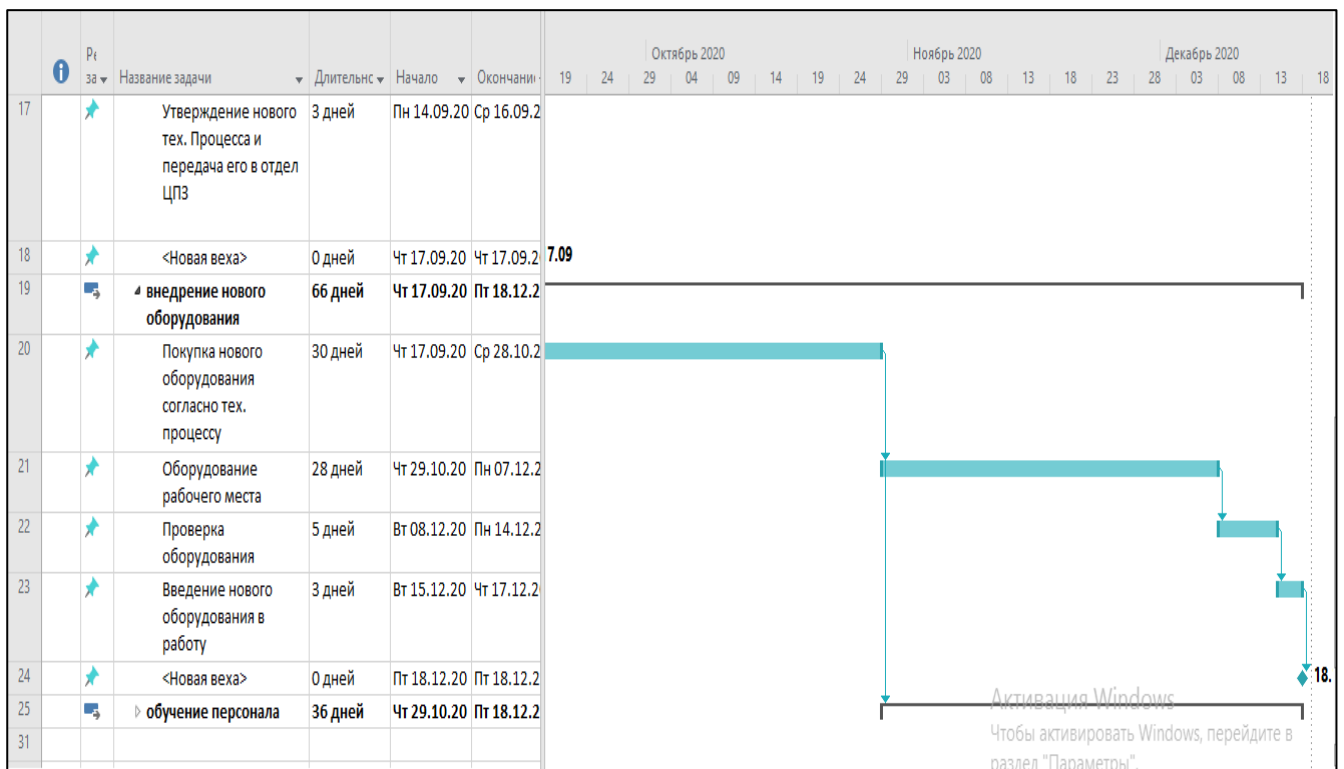 Ре
за Название задачи Длительнс Начало Окончани
Октябрь 2020 Ноябрь 2020 Декабрь 2020
19 24 29 04 09 14 19 24 29 03 08 13 18 23 28 03 08 13 18
17 Утверждение нового 3 дней Пн 14.09.20 Ср 16.09.2
тех. Процесса и
передача его в отдел
ЦПЗ
18 <Новая веха> 0 дней Чт 17.09.20 Чт 17.09.2 7.09
19 внедрение нового 66 дней Чт 17.09.20 Пт 18.12.2
оборудования
20 Покупка нового 30 дней Чт 17.09.20 Ср 28.10.2
оборудования
согласно тех.
процессу
21 Оборудование 28 дней Чт 29.10.20 Пн 07.12.2
рабочего места
22 Проверка 5 дней Вт 08.12.20 Пн 14.12.2
оборудования
23 Введение нового 3 дней Вт 15.12.20 Чт 17.12.2
оборудования в
работу
24 <Новая веха> 0 дней Пт 18.12.20 Пт 18.12.2 18.
25 обучение персонала 36 дней Чт 29.10.20 Пт 18.12.2
31
Активация Windows
Чтобы активировать Windows, перейдите в
раздел "Параметры".